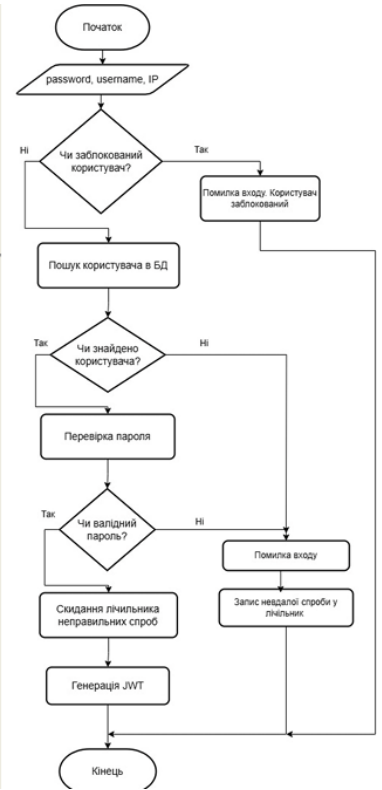 Початок
password, username, IP
Ні
Так
Чи заблокований
користувач?
Помилка входу. Користувач
заблокований
Пошук користувача в БД
Так
Ні
Чи знайдено
користувача?
Перевірка пароля
Так
Ні
Чи валідний
пароль?
Помилка входу
Скидання лічильника
неправильних спроб
Запис невдалої спроби у
лічільник
Генерація JWT
Кінець